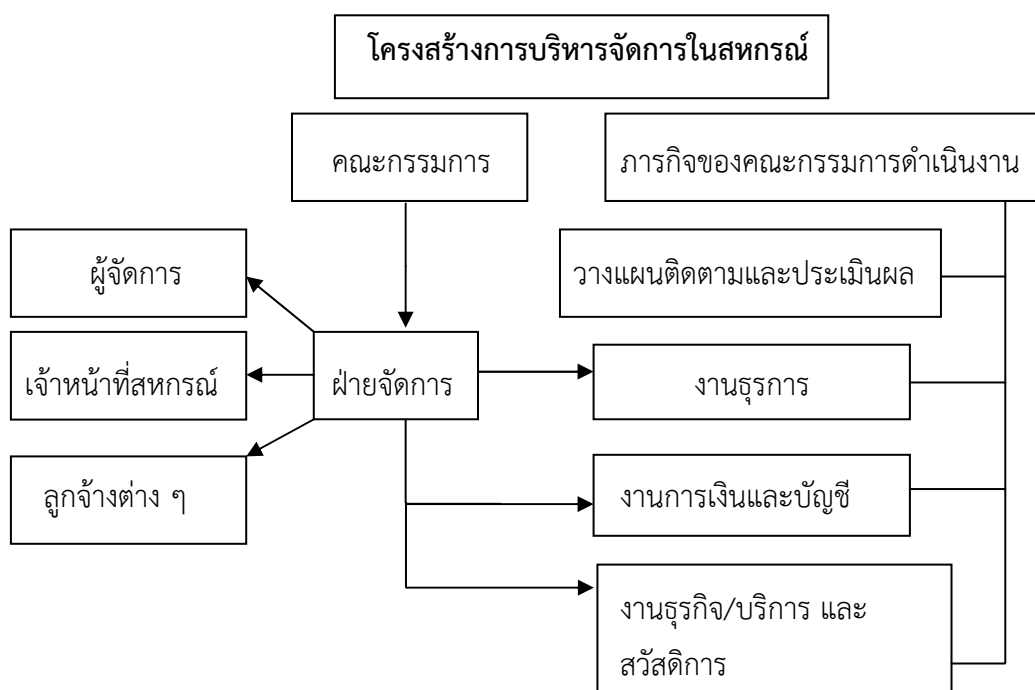 โครงสร้างการบริหารจัดการในสหกรณ์
คณะกรรมการ
ภารกิจของคณะกรรมการดำเนินงาน
ผู้จัดการ
วางแผนติดตามและประเมินผล
เจ้าหน้าที่สหกรณ์
ฝ่ายจัดการ
งานธุรการ
ลูกจ้างต่าง ๆ
งานการเงินและบัญชี
งานธุรกิจ/บริการ และ
สวัสดิการ